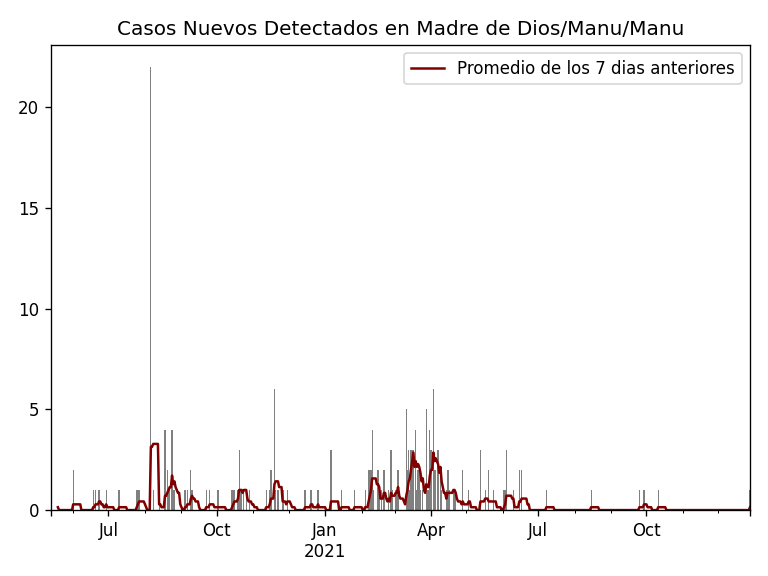 Casos Nuevos Detectados en Madre de Dios/Manu/Manu
Promedio de los 7 dias anteriores
20
15
10
5
0
Jul Oct Jan Apr Jul Oct
2021